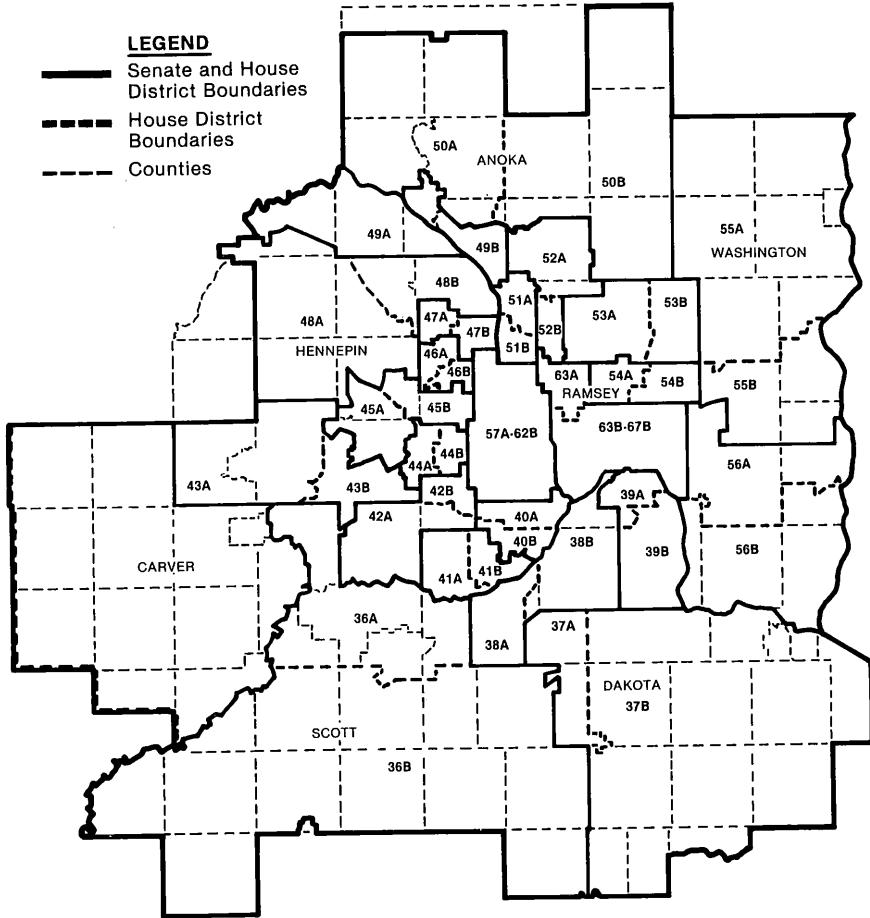 LEGEND
Senate and House
District Boundaries
House District
Boundaries
Counties
50A
ANOKA
50B
55A
WASHINGTON
49A
49B
52A
48B
51A
53A
53B
48A
47A
47B
52B
51B
HENNEPIN
46A
46B
63A
54A
54B
RAMSEY
55B
45A
45B
57A-62B
63B-67B
44A
44B
56A
43A
43B
42B
39A
42A
40A
40B
38B
39B
56B
CARVER
41A
41B
36A
38A
37A
DAKOTA
37B
SCOTT
36B